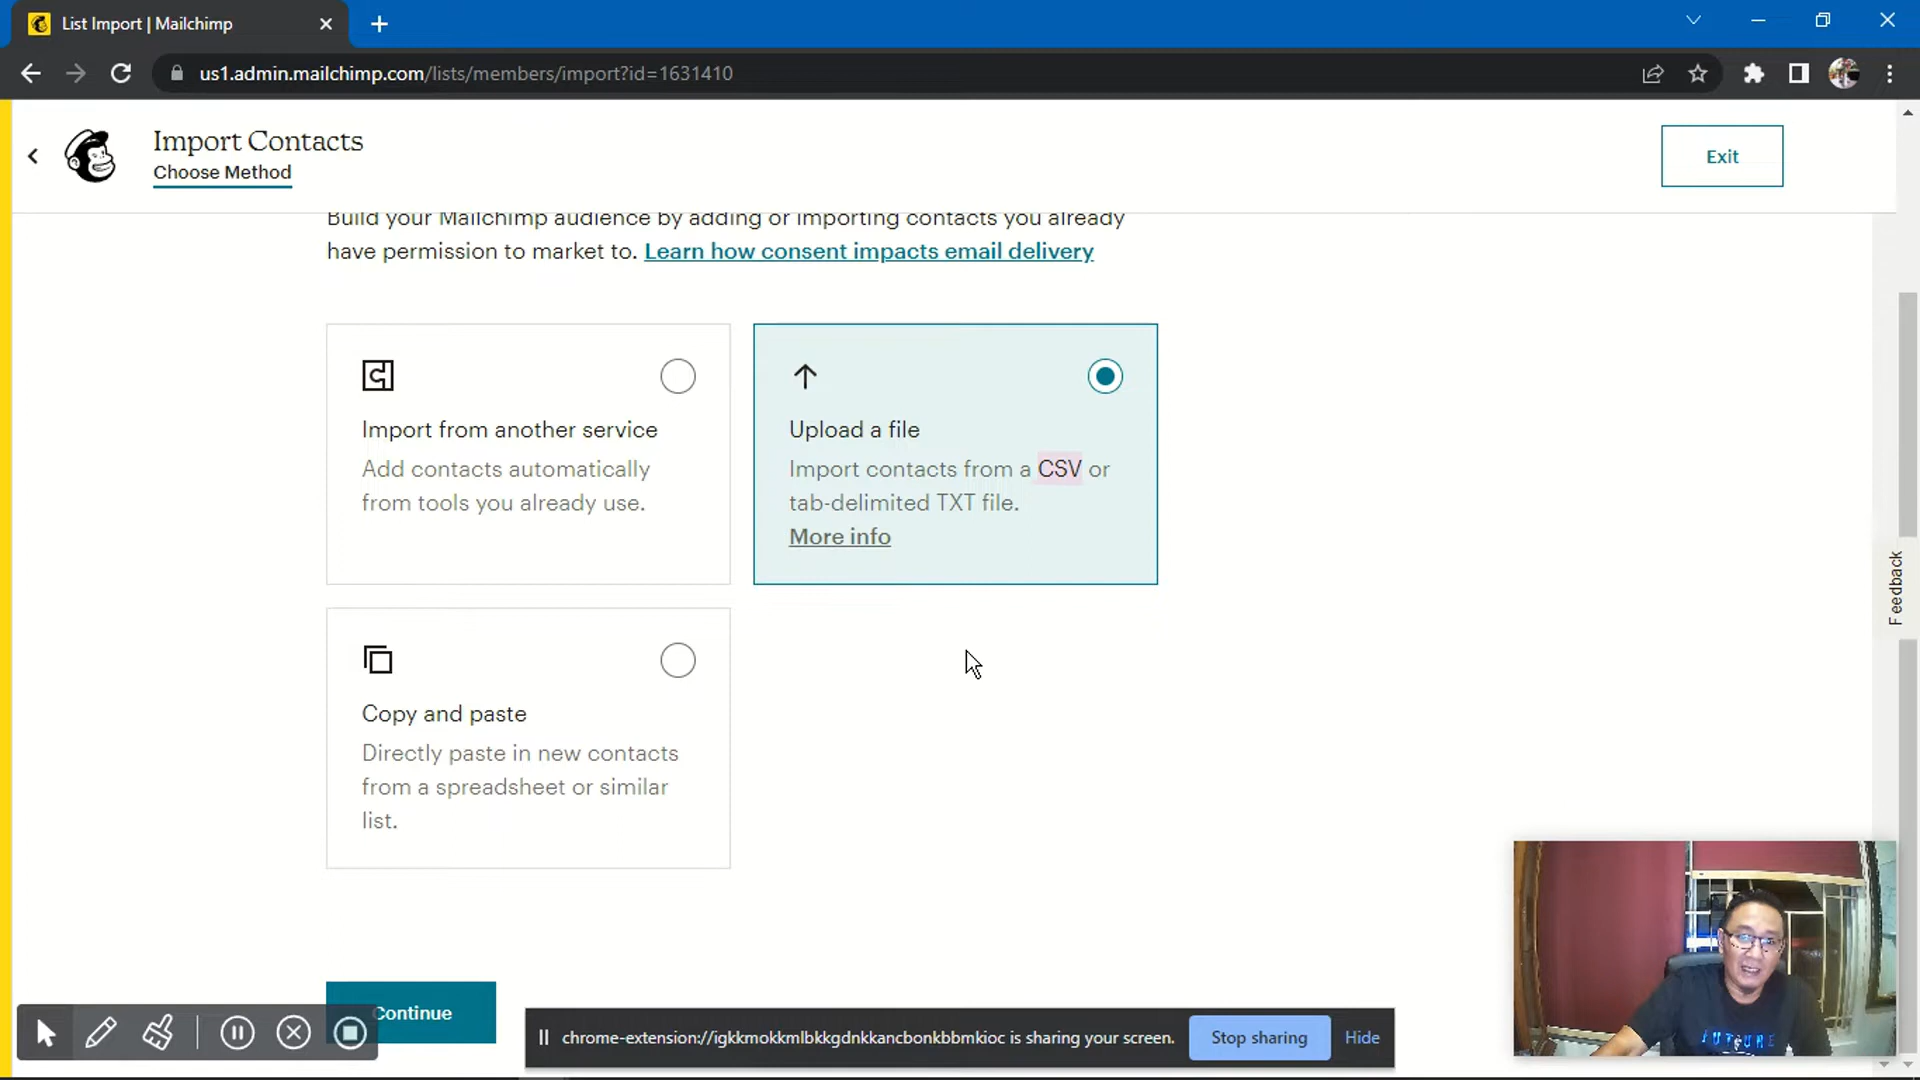 List Import | Mailchimp
us1.admin.mailchimp.com/lists/members/import?id=1631410
Import Contacts
Choose Method
Exit
Build your Mailchimp audience by adding or importing contacts you already
have permission to market to. Learn how consent impacts email delivery
Import from another service
Add contacts automatically
from tools you already use.
Upload a file
Import contacts from a CSV or
tab-delimited TXT file.
More info
Copy and paste
Directly paste in new contacts
from a spreadsheet or similar
list.
Feedback
Continue
chrome-extension://igkkmokkmlbkkgdnkkancbonkbbmkioc is sharing your screen.
Stop sharing
Hide
FUTURE